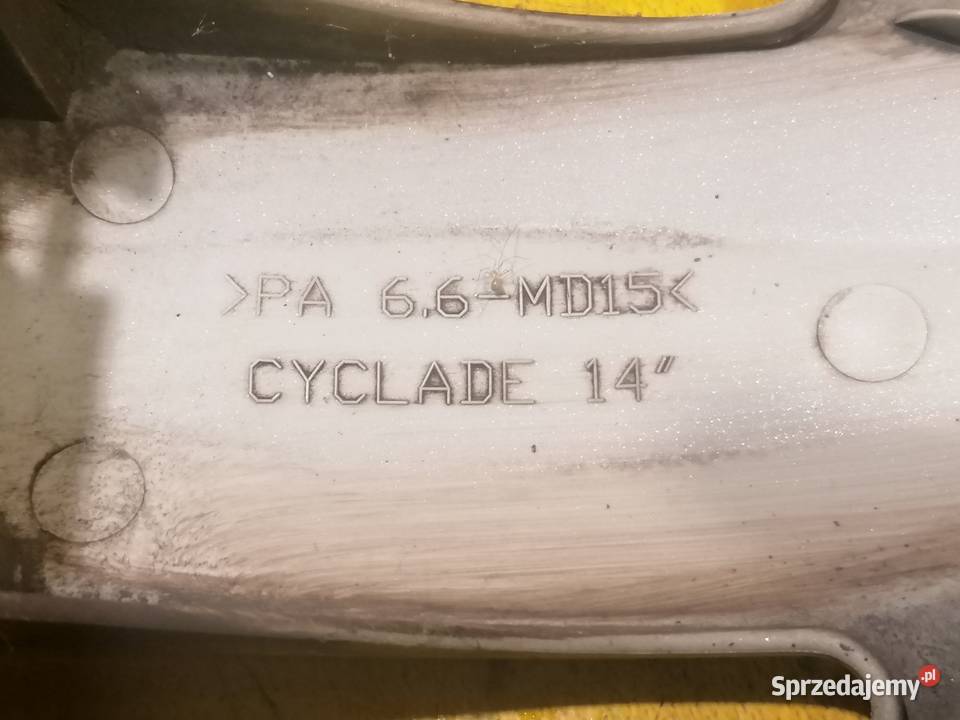 >PA 6.6-MD15<
CYCLADE 14"
Sprzedajemy.pl